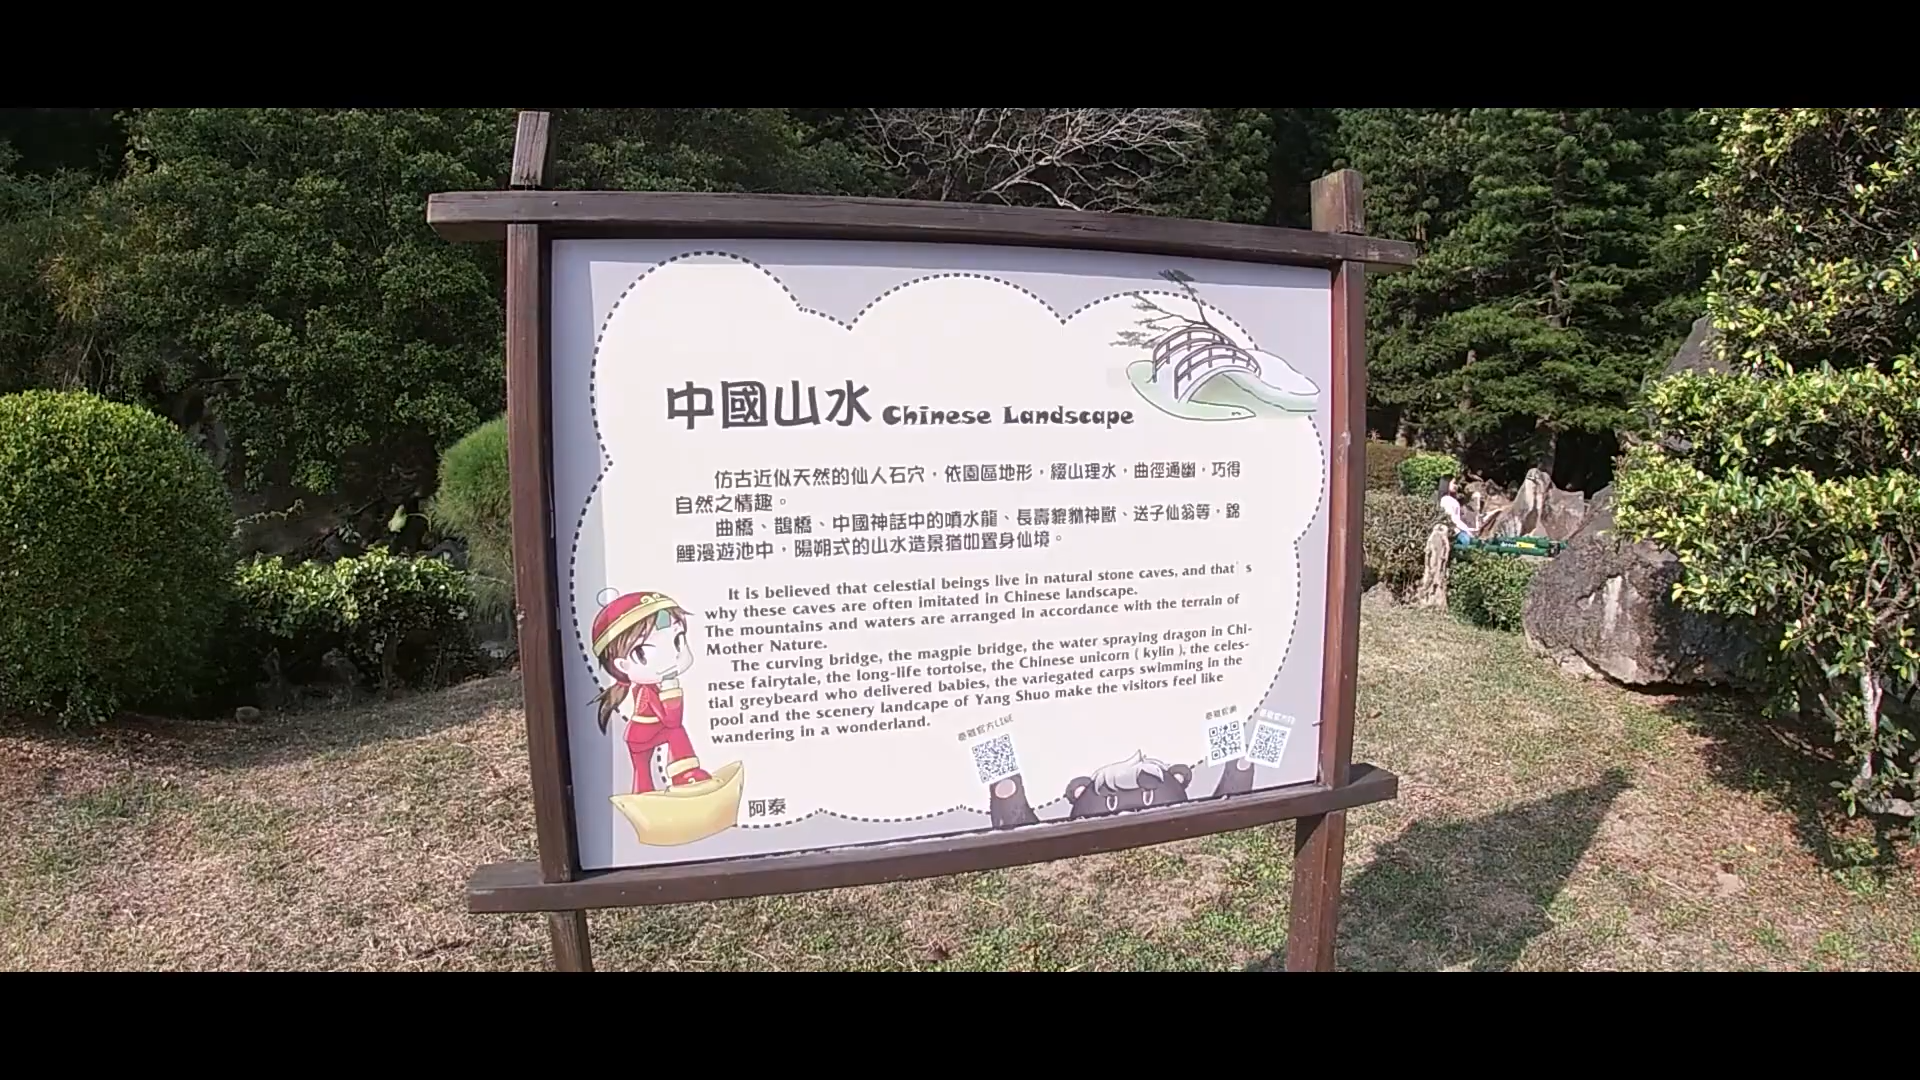 中國山水 Chinese Landscape
仿古近似天然的仙人石穴，依園區地形，綴山理水，曲徑通幽，巧得
自然之情趣。
曲橋、鵲橋、中國神話中的噴水龍、長壽貔貅神獸、送子仙翁等，錦
鯉漫遊池中，陽朔式的山水造景猶如置身仙境。
It is believed that celestial beings live in natural stone caves, and that's
why these caves are often imitated in Chinese landscape.
The mountains and waters are arranged in accordance with the terrain of
Mother Nature.
The curving bridge, the magpie bridge, the water spraying dragon in Chi-
nese fairytale, the long-life tortoise, the Chinese unicorn ( kylin ), the celes-
tial greybeard who delivered babies, the variegated carps swimming in the
pool and the scenery landcape of Yang Shuo make the visitors feel like
wandering in a wonderland.
官方LINE
阿泰